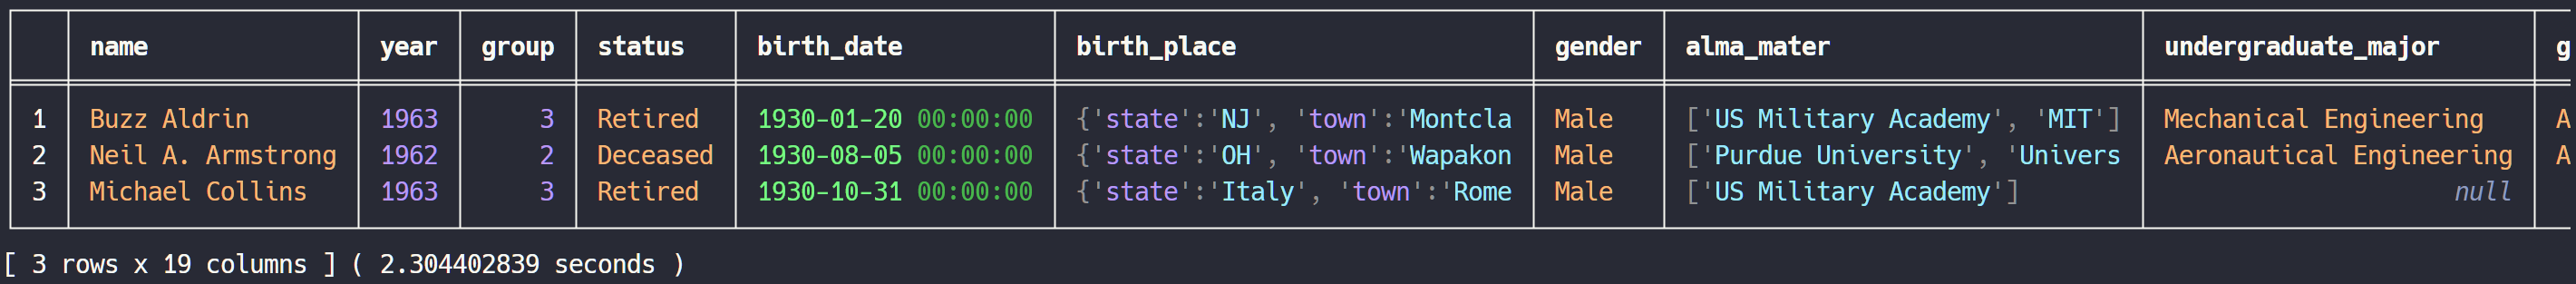 name year group status birth_date birth_place gender alma_mater undergraduate_major g
1 Buzz Aldrin 1963 3 Retired 1930-01-20 00:00:00 {'state':'NJ', 'town':'Montcla Male ['US Military Academy', 'MIT'] Mechanical Engineering A
2 Neil A. Armstrong 1962 2 Deceased 1930-08-05 00:00:00 {'state':'OH', 'town':'Wapakon Male ['Purdue University', 'Univers Aeronautical Engineering A
3 Michael Collins 1963 3 Retired 1930-10-31 00:00:00 {'state':'Italy', 'town':'Rome Male ['US Military Academy'] null
[ 3 rows x 19 columns ] ( 2.304402839 seconds )